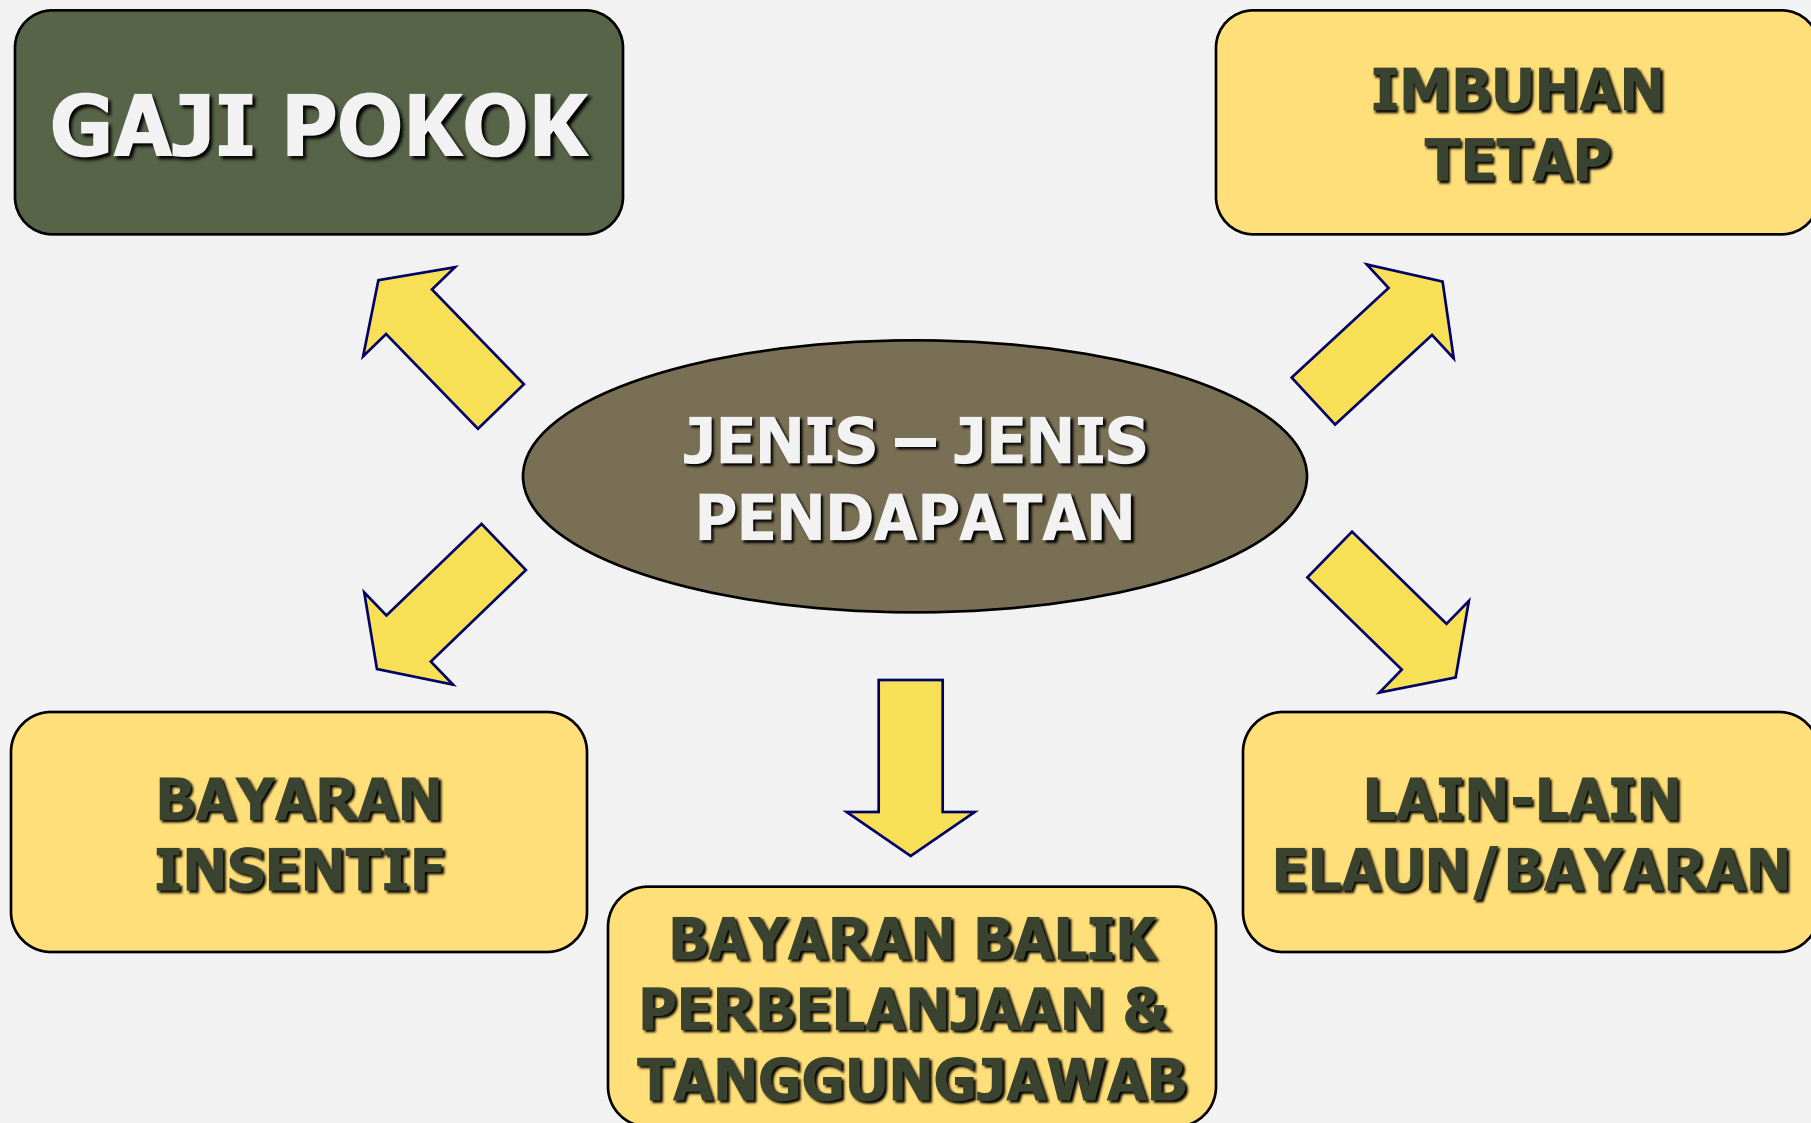 GAJI POKOK
IMBUHAN
TETAP
JENIS – JENIS
PENDAPATAN
BAYARAN
INSENTIF
LAIN-LAIN
ELAUN/BAYARAN
BAYARAN BALIK
PERBELANJAAN &
TANGGUNGJAWAB